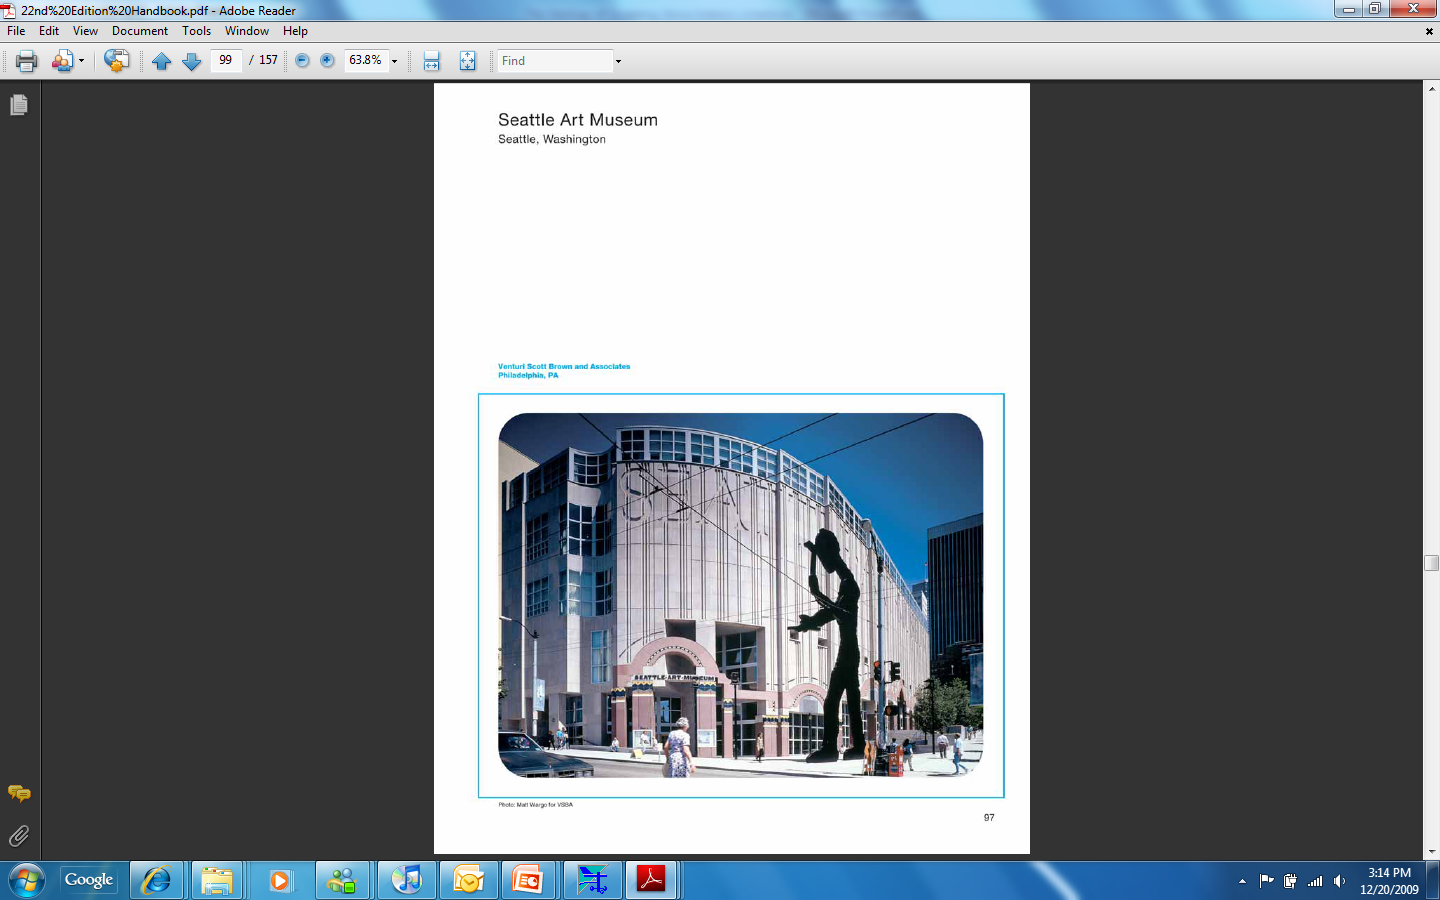 22nd%20Edition%20Handbook.pdf - Adobe Reader
File Edit View Document Tools Window Help
99 / 157 63.8% Find
Seattle Art Museum
Seattle, Washington
Venturi Scott Brown and Associates
Philadelphia, PA
SEATTLE
SEATTLE·ART·MUSEUM
Photo: Matt Wargo for VSBA
97
Google
3:14 PM
12/20/2009